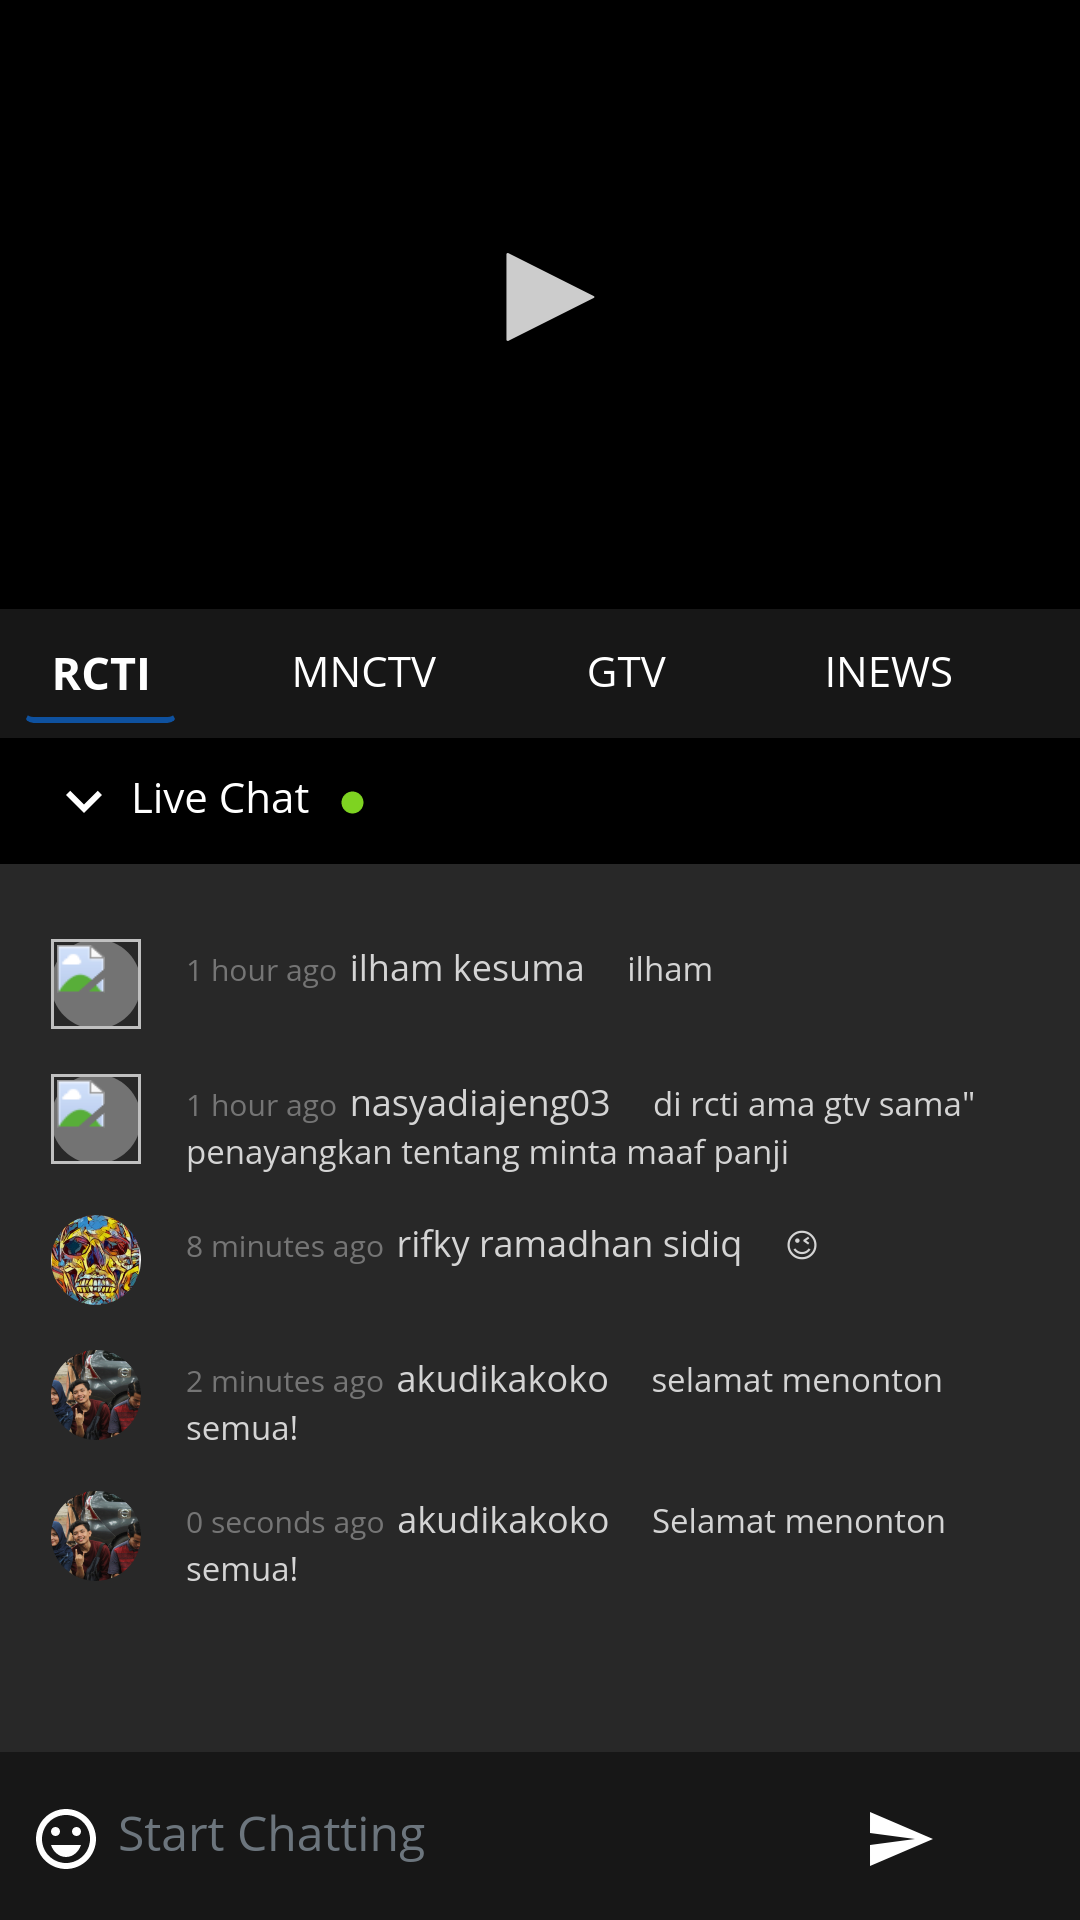 RCTI MNCTV GTV INEWS
Live Chat
1 hour ago ilham kesuma ilham
1 hour ago nasyadiajeng03 di rcti ama gtv sama"
penayangkan tentang minta maaf panji
8 minutes ago rifky ramadhan sidiq 😉
2 minutes ago akudikakoko selamat menonton
semua!
0 seconds ago akudikakoko Selamat menonton
semua!
Start Chatting